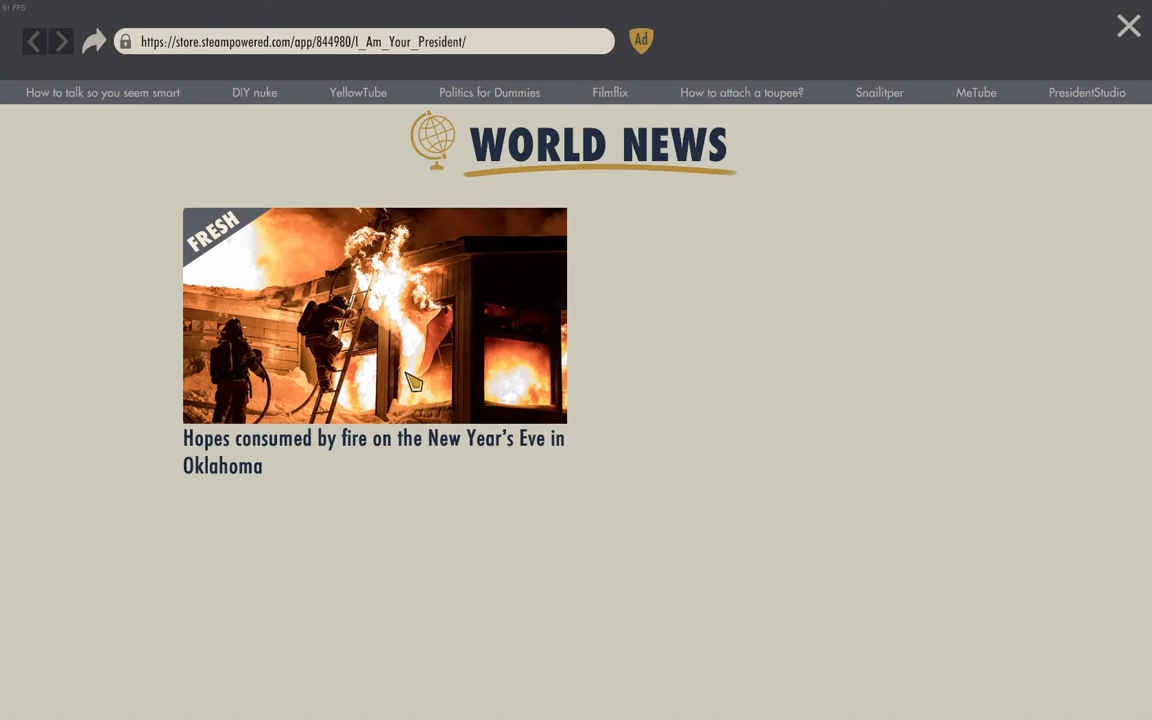 91 FPS
https://store.steampowered.com/app/844980/I_Am_Your_President/
Ad
How to talk so you seem smart
DIY nuke
YellowTube
Politics for Dummies
Filmflix
How to attach a toupee?
Snailitper
MeTube
PresidentStudio
WORLD NEWS
FRESH
Hopes consumed by fire on the New Year's Eve in
Oklahoma